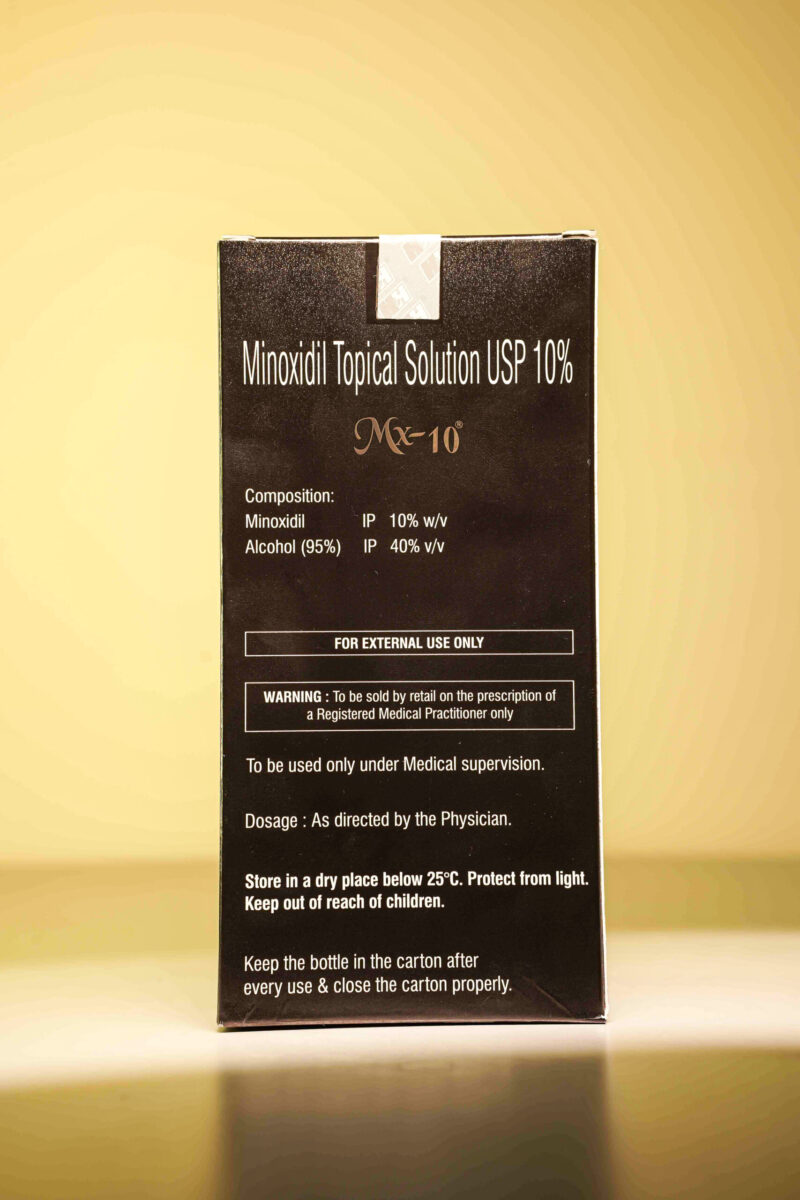 Minoxidil Topical Solution USP 10%
Mx-10®
Composition:
Minoxidil IP 10% w/v
Alcohol (95%) IP 40% v/v
FOR EXTERNAL USE ONLY
WARNING : To be sold by retail on the prescription of
a Registered Medical Practitioner only
To be used only under Medical supervision.
Dosage : As directed by the Physician.
Store in a dry place below 25°C. Protect from light.
Keep out of reach of children.
Keep the bottle in the carton after
every use & close the carton properly.